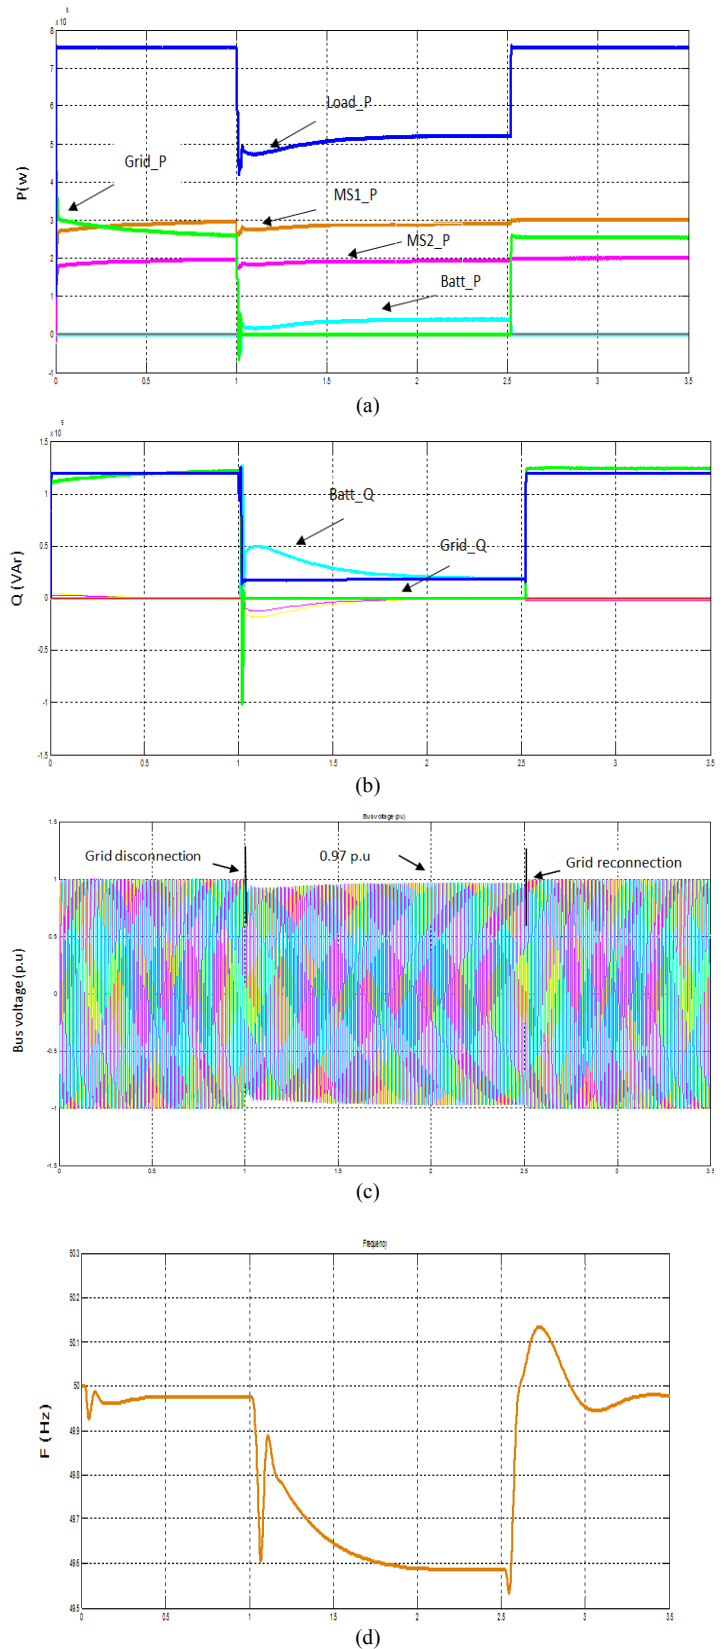 x 10
8
7
6
5
4
3
2
1
0
-1
P(w)
Load_P
Grid_P
MS1_P
MS2_P
Batt_P
0 0.5 1 1.5 2 2.5 3 3.5
(a)
x 10
5
1.5
1
0.5
0
-0.5
-1
-1.5
Q (VAr)
Batt_Q
Grid_Q
0 0.5 1 1.5 2 2.5 3 3.5
(b)
Bus voltage (pu)
1.5
1
0.5
0
-0.5
-1
-1.5
Bus voltage (p.u)
Grid disconnection
0.97 p.u
Grid reconnection
0 0.5 1 1.5 2 2.5 3 3.5
(c)
Frequency
50.3
50.2
50.1
50
49.9
49.8
49.7
49.6
49.5
F (Hz)
0 0.5 1 1.5 2 2.5 3 3.5
(d)